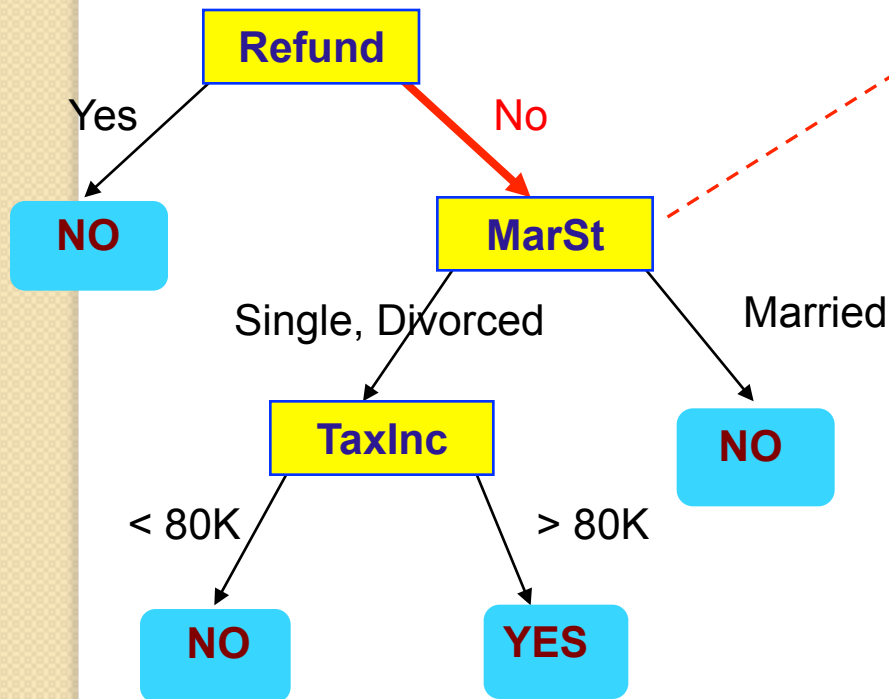 Refund
Yes
No
NO
MarSt
Single, Divorced
Married
TaxInc
NO
< 80K
> 80K
NO
YES